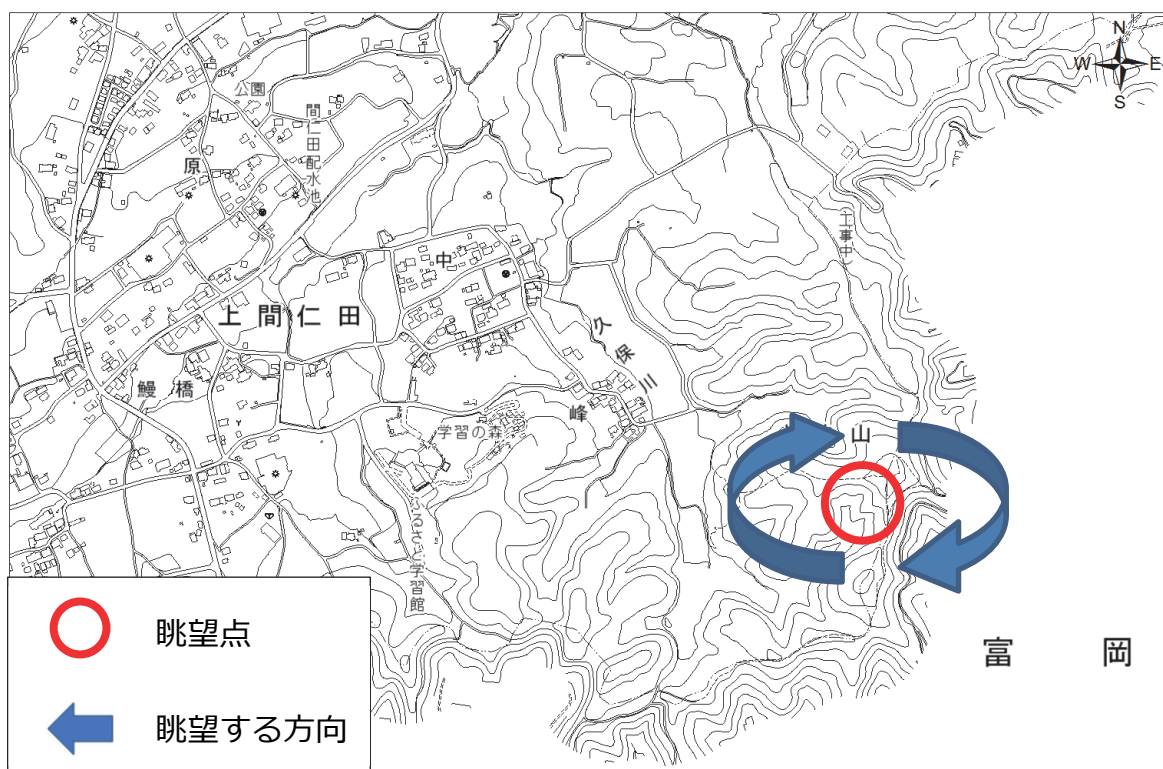 N
W E
S
公園
間仁田配水池
原
(工事中)
中
上間仁田
久保川
鰻橋
峰
学習の森
山
ふるさと学習館
富 岡
眺望点
眺望する方向